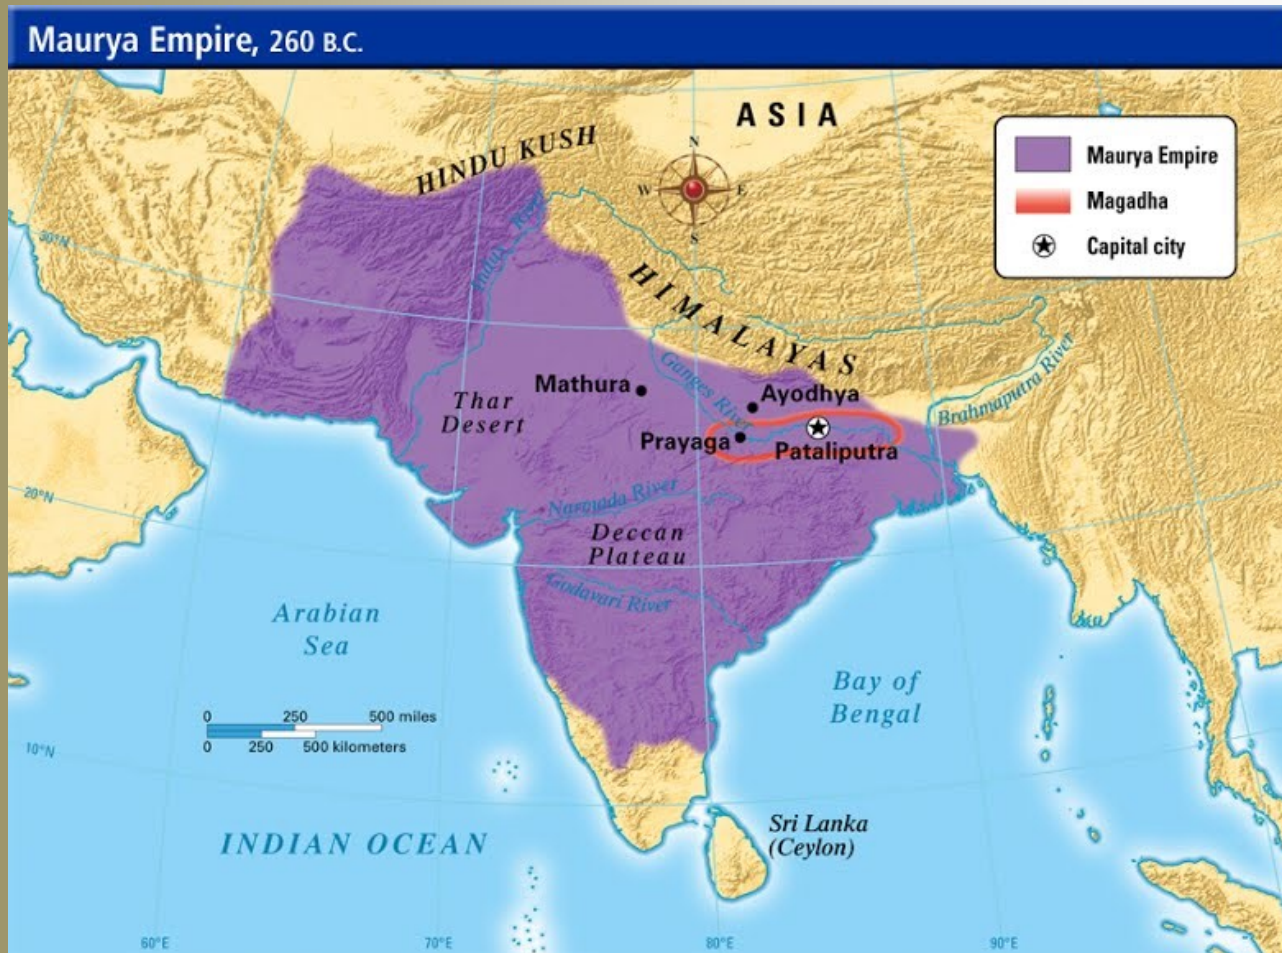 Maurya Empire, 260 B.C.
ASIA
HINDU KUSH
N
W
E
S
Maurya Empire
Magadha
Capital city
30°N
Indus River
HIMALAYAS
Mathura
Ganges River
Ayodhya
Brahmaputra River
Thar
Desert
Prayaga
Pataliputra
20°N
Narmada River
Deccan
Plateau
Godavari River
Arabian
Sea
Bay of
Bengal
0 250 500 miles
0 250 500 kilometers
10°N
INDIAN OCEAN
Sri Lanka
(Ceylon)
60°E
70°E
80°E
90°E